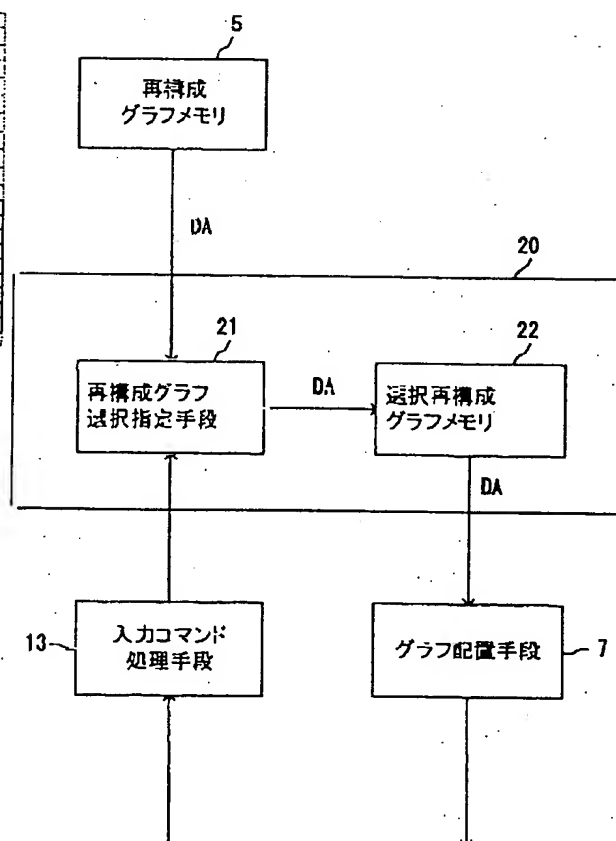 5
再構成
グラフメモリ
DA
20
21
22
再構成グラフ
選択指定手段
DA
選択再構成
グラフメモリ
DA
13
入力コマンド
処理手段
グラフ配置手段
7